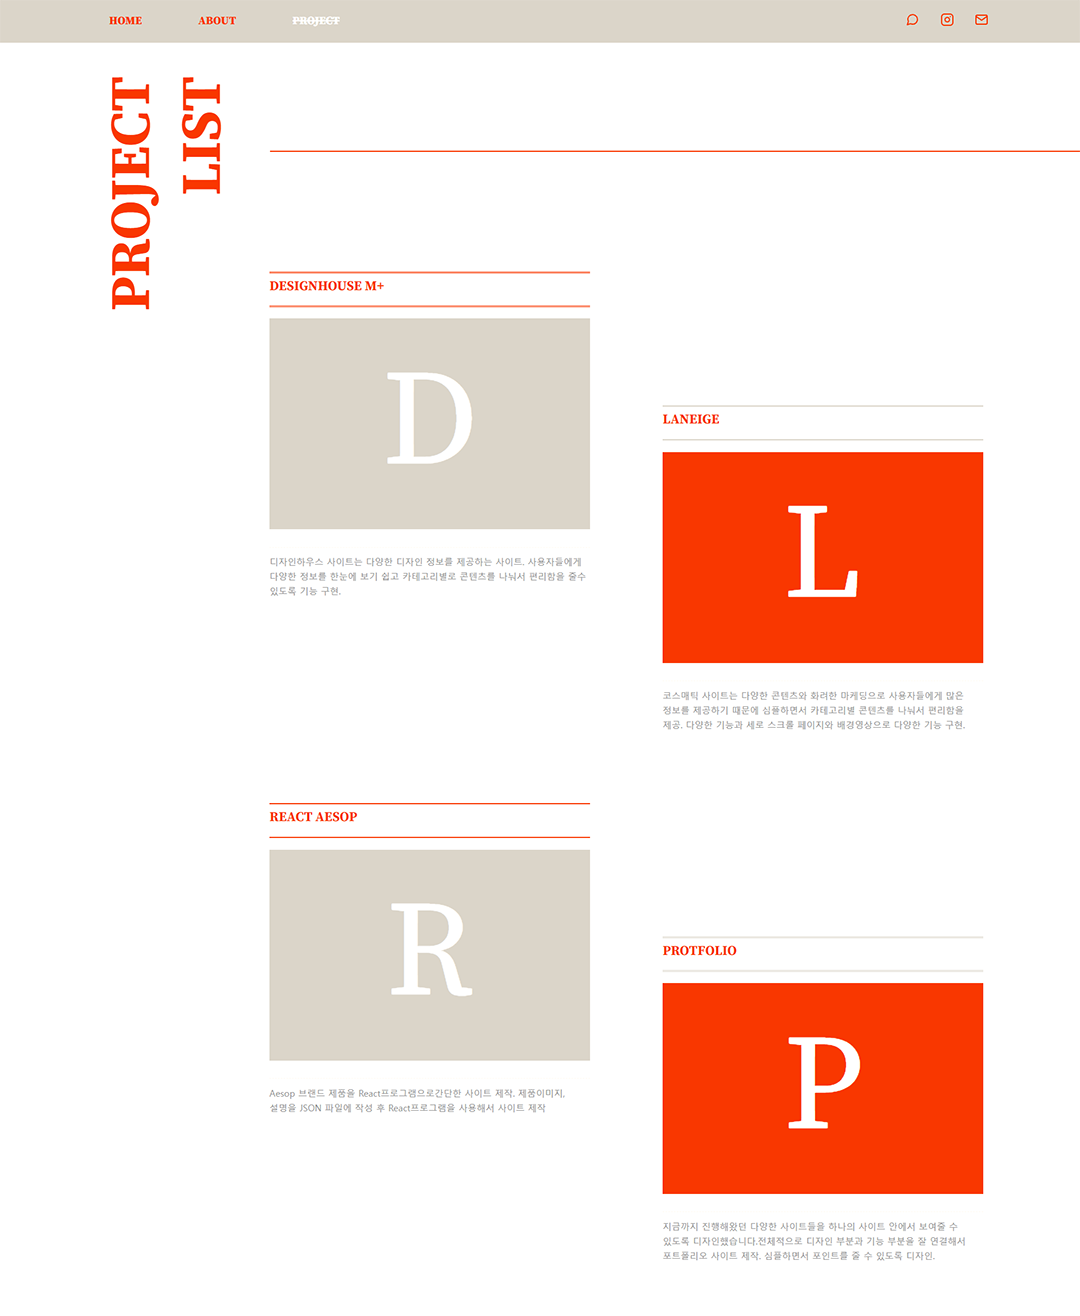 HOME ABOUT PROJECT
PROJECT
LIST
DESIGNHOUSE M+
D
디자인하우스 사이트는 다양한 디자인 정보를 제공하는 사이트. 사용자들에게
다양한 정보를 한눈에 보기 쉽고 카테고리별로 콘텐츠를 나눠서 편리함을 줄수
있도록 기능 구현.
LANEIGE
L
코스매틱 사이트는 다양한 콘텐츠와 화려한 마케딩으로 사용자들에게 많은
정보를 제공하기 때문에 심플하면서 카테고리별 콘텐츠를 나눠서 편리함을
제공. 다양한 기능과 세로 스크롤 페이지와 배경영상으로 다양한 기능 구현.
REACT AESOP
R
Aesop 브랜드 제품을 React프로그램으로간단한 사이트 제작. 제품이미지,
설명을 JSON 파일에 작성 후 React프로그램을 사용해서 사이트 제작
PROTFOLIO
P
지금까지 진행해왔던 다양한 사이트들을 하나의 사이트 안에서 보여줄 수
있도록 디자인했습니다.전체적으로 디자인 부분과 기능 부분을 잘 연결해서
포트폴리오 사이트 제작. 심플하면서 포인트를 줄 수 있도록 디자인.